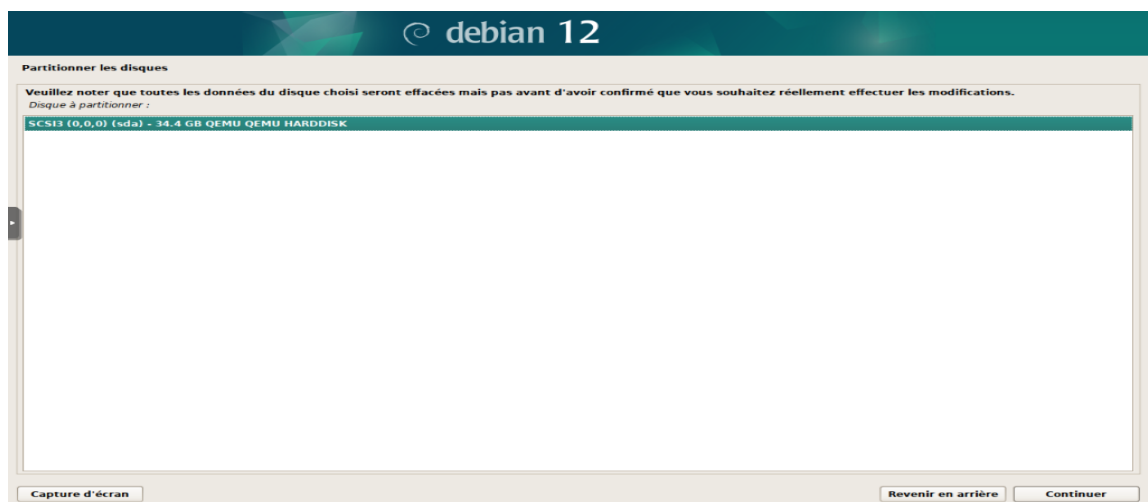 debian 12
Partitionner les disques
Veuillez noter que toutes les données du disque choisi seront effacées mais pas avant d'avoir confirmé que vous souhaitez réellement effectuer les modifications.
Disque à partitionner :
SCSI3 (0,0,0) (sda) - 34.4 GB QEMU QEMU HARDDISK
Capture d'écran
Revenir en arrière
Continuer